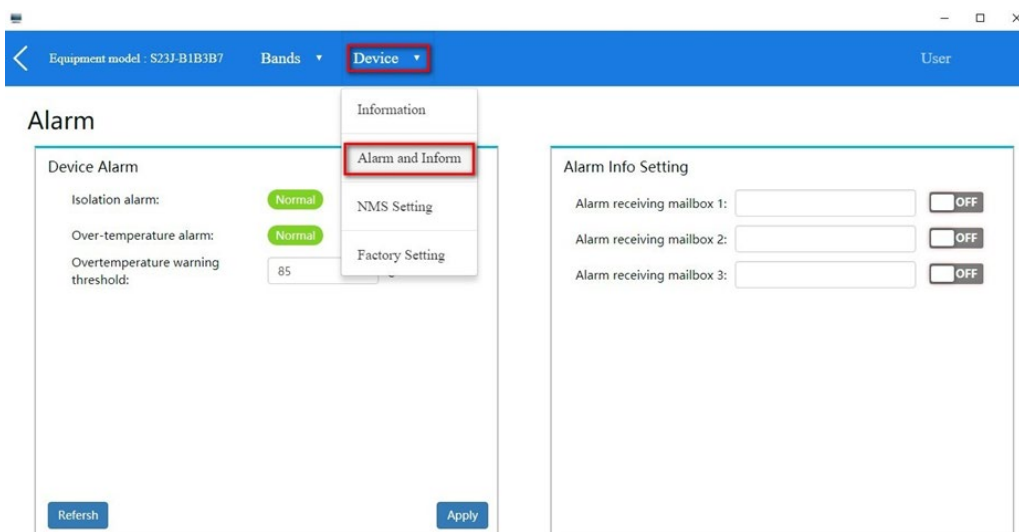 Equipment model : S23J-B1B3B7 Bands Device User
Information
Alarm and Inform
NMS Setting
Factory Setting
Alarm
Device Alarm
Isolation alarm: Normal
Over-temperature alarm: Normal
Overtemperature warning
threshold: 85
Refersh Apply
Alarm Info Setting
Alarm receiving mailbox 1: OFF
Alarm receiving mailbox 2: OFF
Alarm receiving mailbox 3: OFF